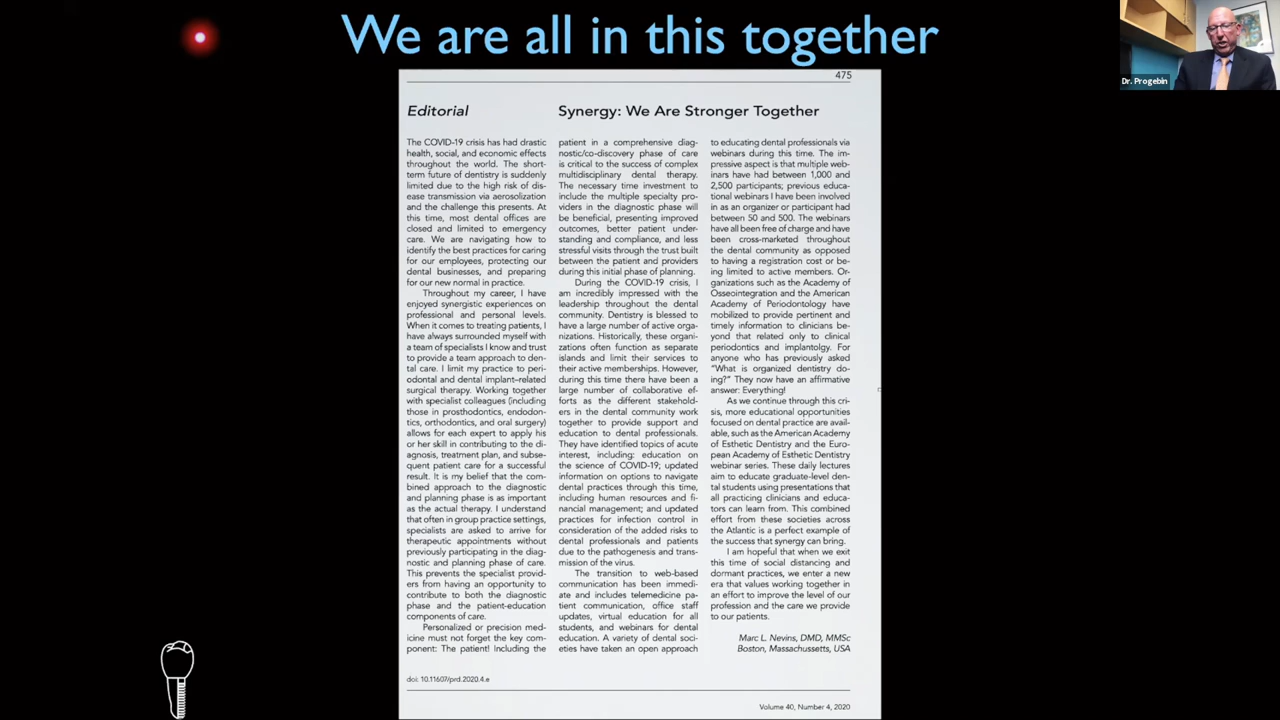 We are all in this together
Dr. Progebin
475
Editorial
Synergy: We Are Stronger Together
The COVID-19 crisis has had drastic
health, social, and economic effects
throughout the world. The short-
term future of dentistry is suddenly
limited due to the high risk of dis-
ease transmission via aerosolization
and the challenge this presents. At
this time, most dental offices are
closed and limited to emergency
care. We are navigating how to
identify the best practices for caring
for our employees, protecting our
dental businesses, and preparing
for our new normal in practice.
Throughout my career, I have
enjoyed synergistic experiences on
professional and personal levels.
When it comes to treating patients, I
have always surrounded myself with
a team of specialists I know and trust
to provide a team approach to den-
tal care. I limit my practice to peri-
odontal and dental implant–related
surgical therapy. Working together
with specialist colleagues (including
those in prosthodontics, endodon-
tics, orthodontics, and oral surgery)
allows for each expert to apply his
or her skill in contributing to the di-
agnosis, treatment plan, and subse-
quent patient care for a successful
result. It is my belief that the com-
bined approach to the diagnostic
and planning phase is as important
as the actual therapy. I understand
that often in group practice settings,
specialists are asked to arrive for
therapeutic appointments without
previously participating in the diag-
nostic and planning phase of care.
This prevents the specialist provid-
ers from having an opportunity to
contribute to both the diagnostic
phase and the patient-education
components of care.
Personalized or precision med-
icine must not forget the key com-
ponent: The patient! Including the
patient in a comprehensive diag-
nostic/co-discovery phase of care
is critical to the success of complex
multidisciplinary dental therapy.
The necessary time investment to
include the multiple specialty pro-
viders in the diagnostic phase will
be beneficial, presenting improved
outcomes, better patient under-
standing and compliance, and less
stressful visits through the trust built
between the patient and providers
during this initial phase of planning.
During the COVID-19 crisis, I
am incredibly impressed with the
leadership throughout the dental
community. Dentistry is blessed to
have a large number of active orga-
nizations. Historically, these organi-
zations often function as separate
islands and limit their services to
their active memberships. However,
during this time there have been a
large number of collaborative ef-
forts as the different stakehold-
ers in the dental community work
together to provide support and
education to dental professionals.
They have identified topics of acute
interest, including: education on
the science of COVID-19; updated
information on options to navigate
dental practices through this time,
including human resources and fi-
nancial management; and updated
practices for infection control in
consideration of the added risks to
dental professionals and patients
due to the pathogenesis and trans-
mission of the virus.
The transition to web-based
communication has been immedi-
ate and includes telemedicine pa-
tient communication, office staff
updates, virtual education for all
students, and webinars for dental
education. A variety of dental soci-
eties have taken an open approach
to educating dental professionals via
webinars during this time. The im-
pressive aspect is that multiple web-
inars have had between 1,000 and
2,500 participants; previous educa-
tional webinars I have been involved
in as an organizer or participant had
between 50 and 500. The webinars
have all been free of charge and have
been cross-marketed throughout
the dental community as opposed
to having a registration cost or be-
ing limited to active members. Or-
ganizations such as the Academy of
Osseointegration and the American
Academy of Periodontology have
mobilized to provide pertinent and
timely information to clinicians be-
yond that related only to clinical
periodontics and implantolgy. For
anyone who has previously asked
“What is organized dentistry do-
ing?” They now have an affirmative
answer: Everything!
As we continue through this cri-
sis, more educational opportunities
focused on dental practice are avail-
able, such as the American Academy
of Esthetic Dentistry and the Euro-
pean Academy of Esthetic Dentistry
webinar series. These daily lectures
aim to educate graduate-level den-
tal students using presentations that
all practicing clinicians and educa-
tors can learn from. This combined
effort from these societies across
the Atlantic is a perfect example of
the success that synergy can bring.
I am hopeful that when we exit
this time of social distancing and
dormant practices, we enter a new
era that values working together in
an effort to improve the level of our
profession and the care we provide
to our patients.
Marc L. Nevins, DMD, MMSc
Boston, Massachussetts, USA
doi: 10.11607/prd.2020.4.e
Volume 40, Number 4, 2020